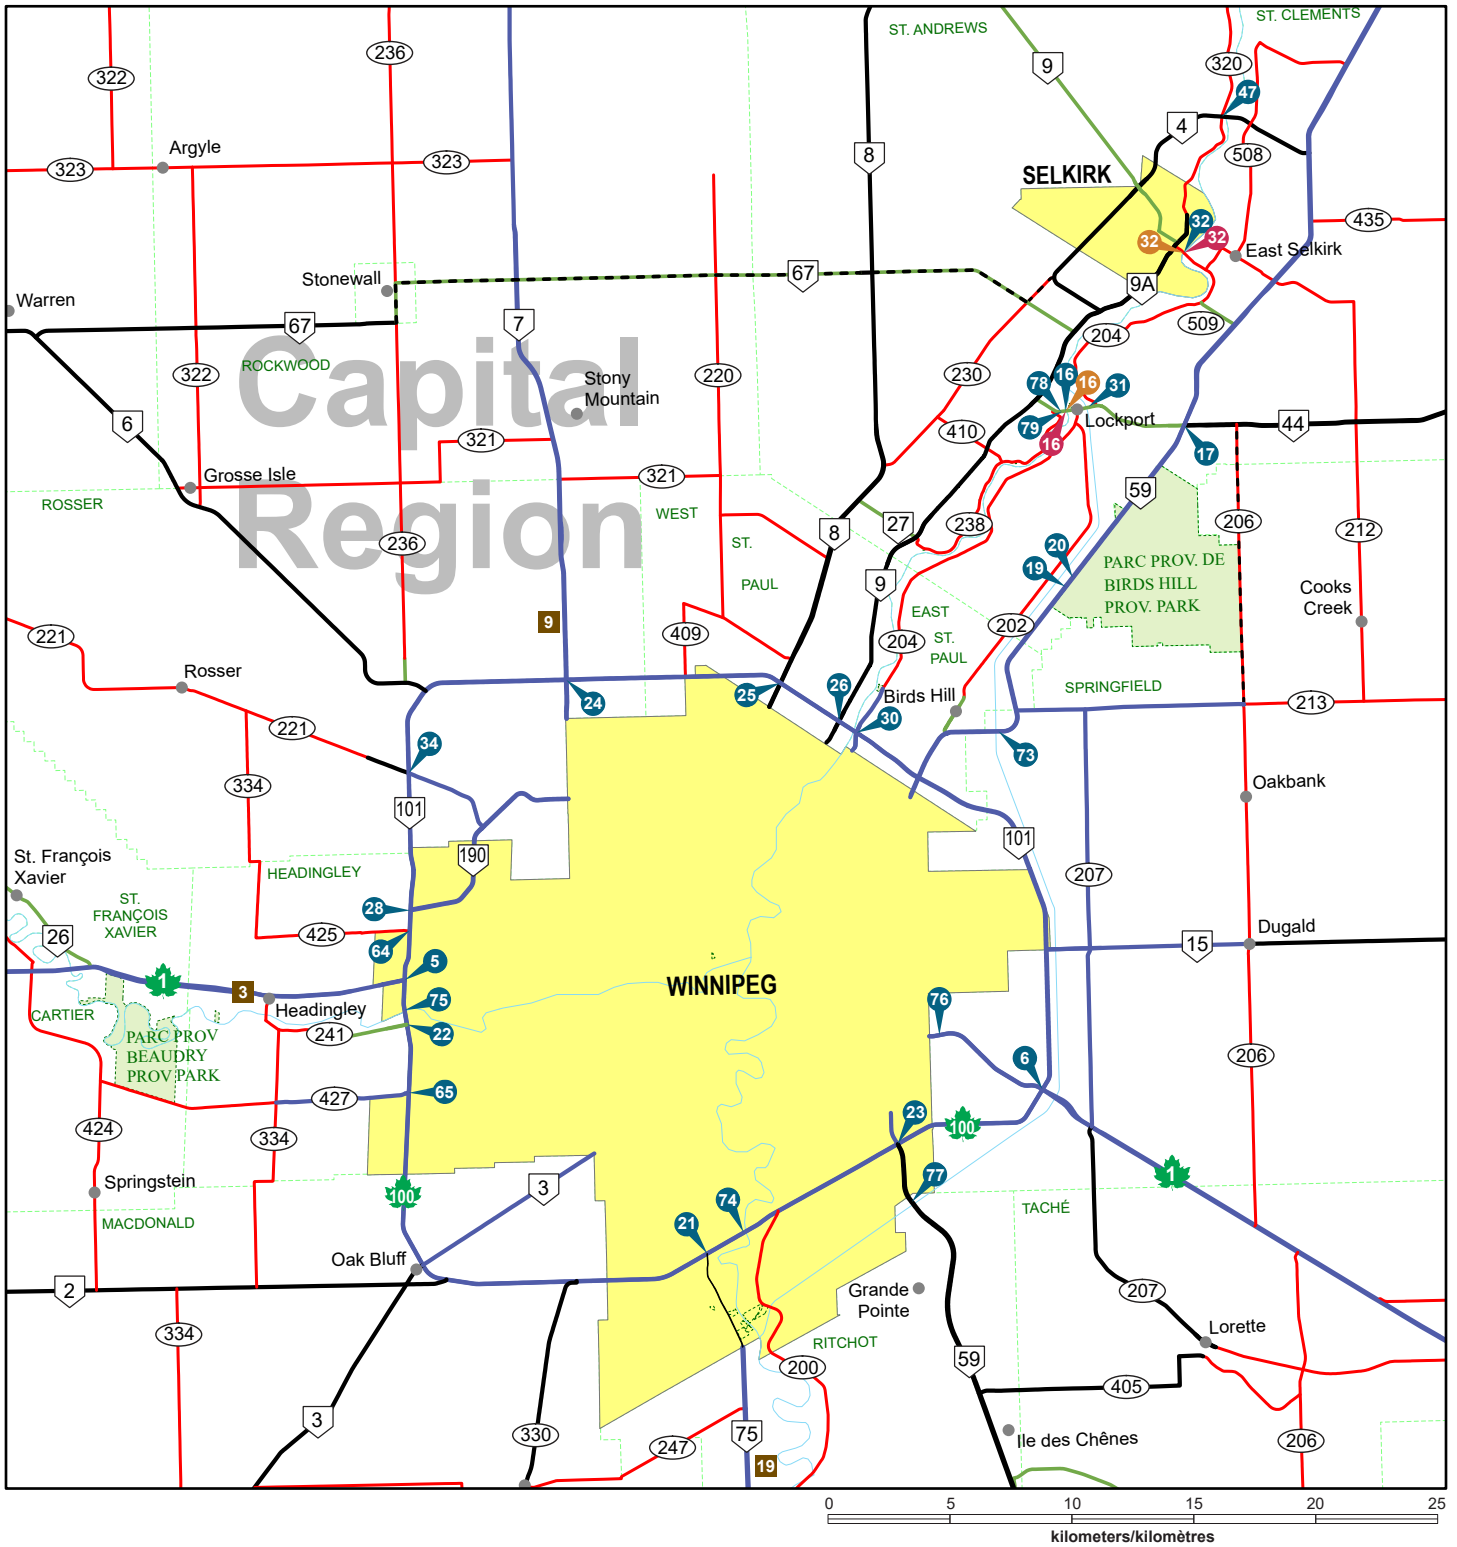 ST. ANDREWS
ST. CLEMENTS
322
236
9
320
47
4
Argyle
323
323
8
508
SELKIRK
435
32
32
32
East Selkirk
Stonewall
67
9A
Warren
67
7
204
509
ROCKWOOD
Capital
Region
322
Stony
Mountain
220
230
78
16
16
31
79
16
Lockport
6
321
410
44
17
Grosse Isle
321
59
ROSSER
WEST
ST.
PAUL
236
8
27
238
206
212
20
19
PARC PROV. DE
BIRDS HILL
PROV. PARK
9
Cooks
Creek
9
EAST
ST.
PAUL
221
409
204
202
Rosser
25
26
Birds Hill
SPRINGFIELD
24
30
213
221
34
73
334
101
Oakbank
101
St. François
Xavier
190
HEADINGLEY
207
ST.
FRANÇOIS
XAVIER
28
26
425
64
15
Dugald
1
5
3
Headingley
75
WINNIPEG
76
CARTIER
241
22
PARC PROV
BEAUDRY
PROV PARK
6
206
427
65
424
334
23
100
Springstein
100
3
77
1
MACDONALD
74
TACHÉ
21
Oak Bluff
2
Grande
Pointe
207
334
RITCHOT
Lorette
200
59
405
3
330
247
75
Ile des Chênes
206
19
0 5 10 15 20 25
kilometers/kilomètres